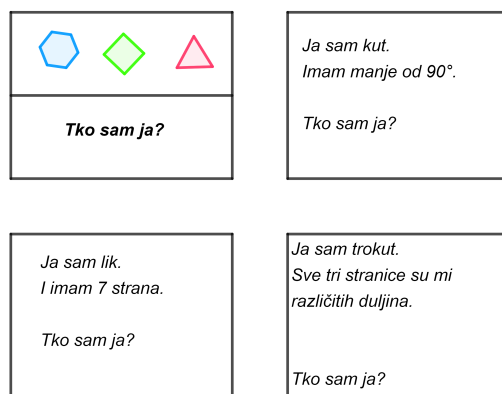 Tko sam ja?
Ja sam kut.
Imam manje od 90°.
Tko sam ja?
Ja sam lik.
I imam 7 strana.
Tko sam ja?
Ja sam trokut.
Sve tri stranice su mi
različitih duljina.
Tko sam ja?